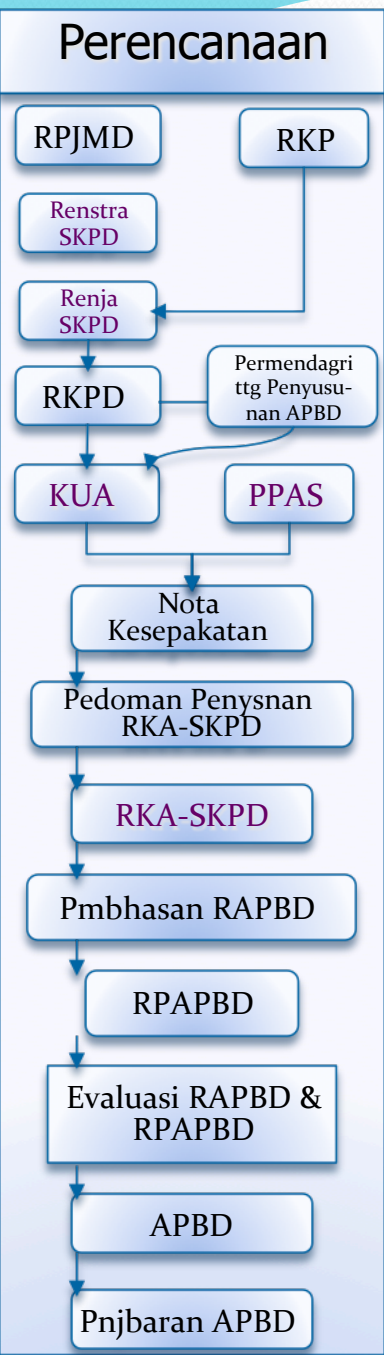 Perencanaan
RPJMD
RKP
Renstra
SKPD
Renja
SKPD
RKPD
Permendagri
ttg Penyusu-
nan APBD
KUA
PPAS
Nota
Kesepakatan
Pedoman Penysnan
RKA-SKPD
RKA-SKPD
Pmbhasan RAPBD
RPAPBD
Evaluasi RAPBD &
RPAPBD
APBD
Pnjbaran APBD